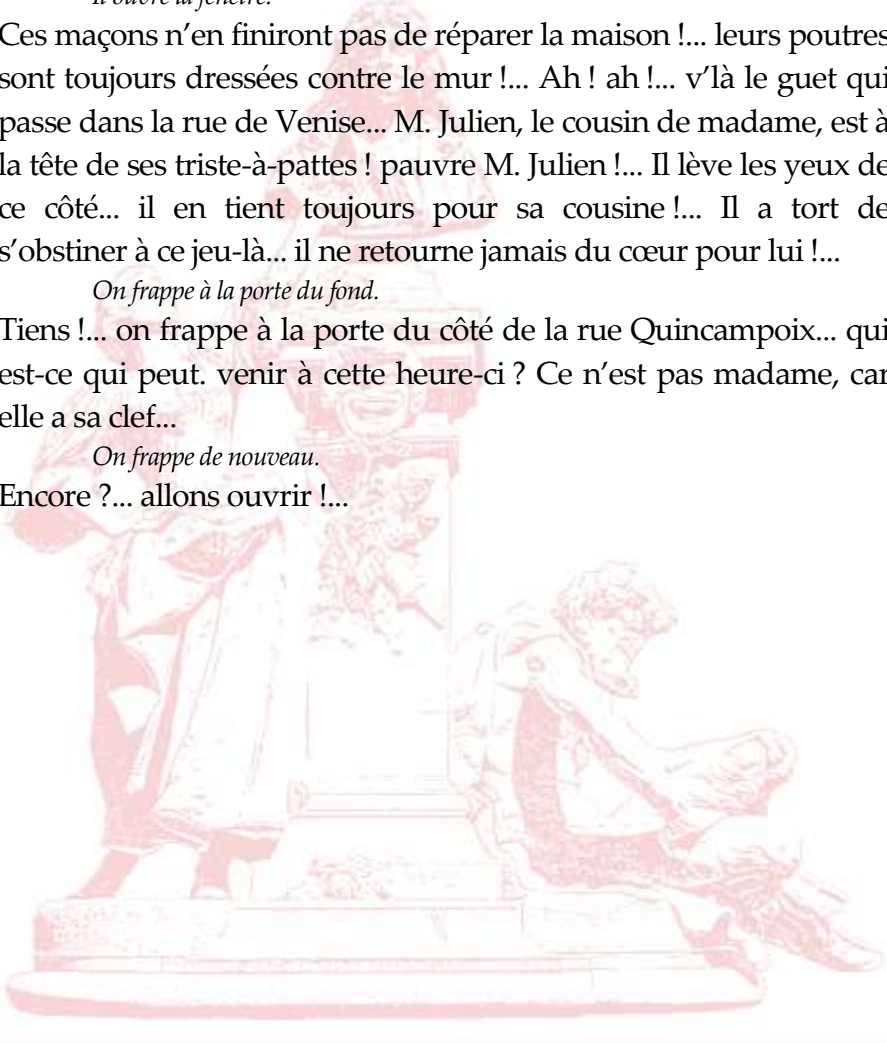 Il ouvre la fenêtre.
Ces maçons n’en finiront pas de réparer la maison !... leurs poutres
sont toujours dressées contre le mur !... Ah ! ah !... v’là le guet qui
passe dans la rue de Venise... M. Julien, le cousin de madame, est à
la tête de ses triste-à-pattes ! pauvre M. Julien !... Il lève les yeux de
ce côté... il en tient toujours pour sa cousine !... Il a tort de
s’obstiner à ce jeu-là... il ne retourne jamais du cœur pour lui !...
On frappe à la porte du fond.
Tiens !... on frappe à la porte du côté de la rue Quincampoix... qui
est-ce qui peut. venir à cette heure-ci ? Ce n’est pas madame, car
elle a sa clef...
On frappe de nouveau.
Encore ?... allons ouvrir !...